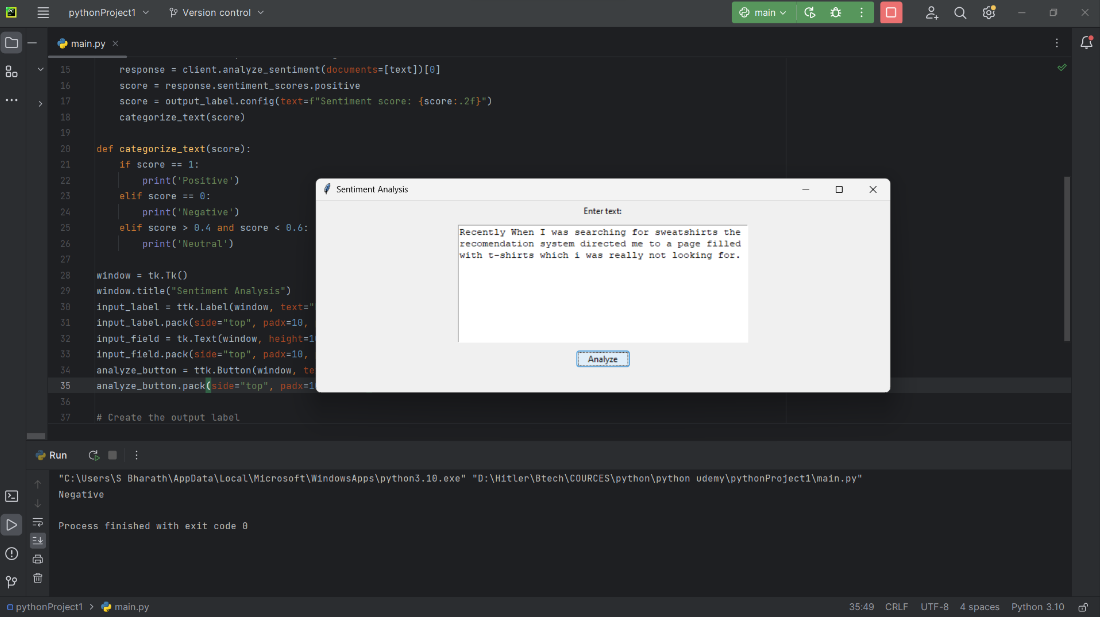 pythonProject1
Version control
main
main.py
15 response = client.analyze_sentiment(documents=[text])[0]
16 score = response.sentiment_scores.positive
17 score = output_label.config(text=f"Sentiment score: {score:.2f}")
18 categorize_text(score)
19
20 def categorize_text(score):
21 if score == 1:
22 print('Positive')
23 elif score == 0:
24 print('Negative')
25 elif score > 0.4 and score < 0.6:
26 print('Neutral')
27
28 window = tk.Tk()
29 window.title("Sentiment Analysis")
30 input_label = ttk.Label(window, text="
31 input_label.pack(side="top", padx=10,
32 input_field = tk.Text(window, height=1
33 input_field.pack(side="top", padx=10,
34 analyze_button = ttk.Button(window, te
35 analyze_button.pack(side="top", padx=1
36
37 # Create the output label
Sentiment Analysis
Enter text:
Recently When I was searching for sweatshirts the
recomendation system directed me to a page filled
with t-shirts which i was really not looking for.
Analyze
Run
"C:\Users\S Bharath\AppData\Local\Microsoft\WindowsApps\python3.10.exe" "D:\Hitler\Btech\COURCES\python\python udemy\pythonProject1\main.py"
Negative
Process finished with exit code 0
pythonProject1 > main.py
35:49 CRLF UTF-8 4 spaces Python 3.10